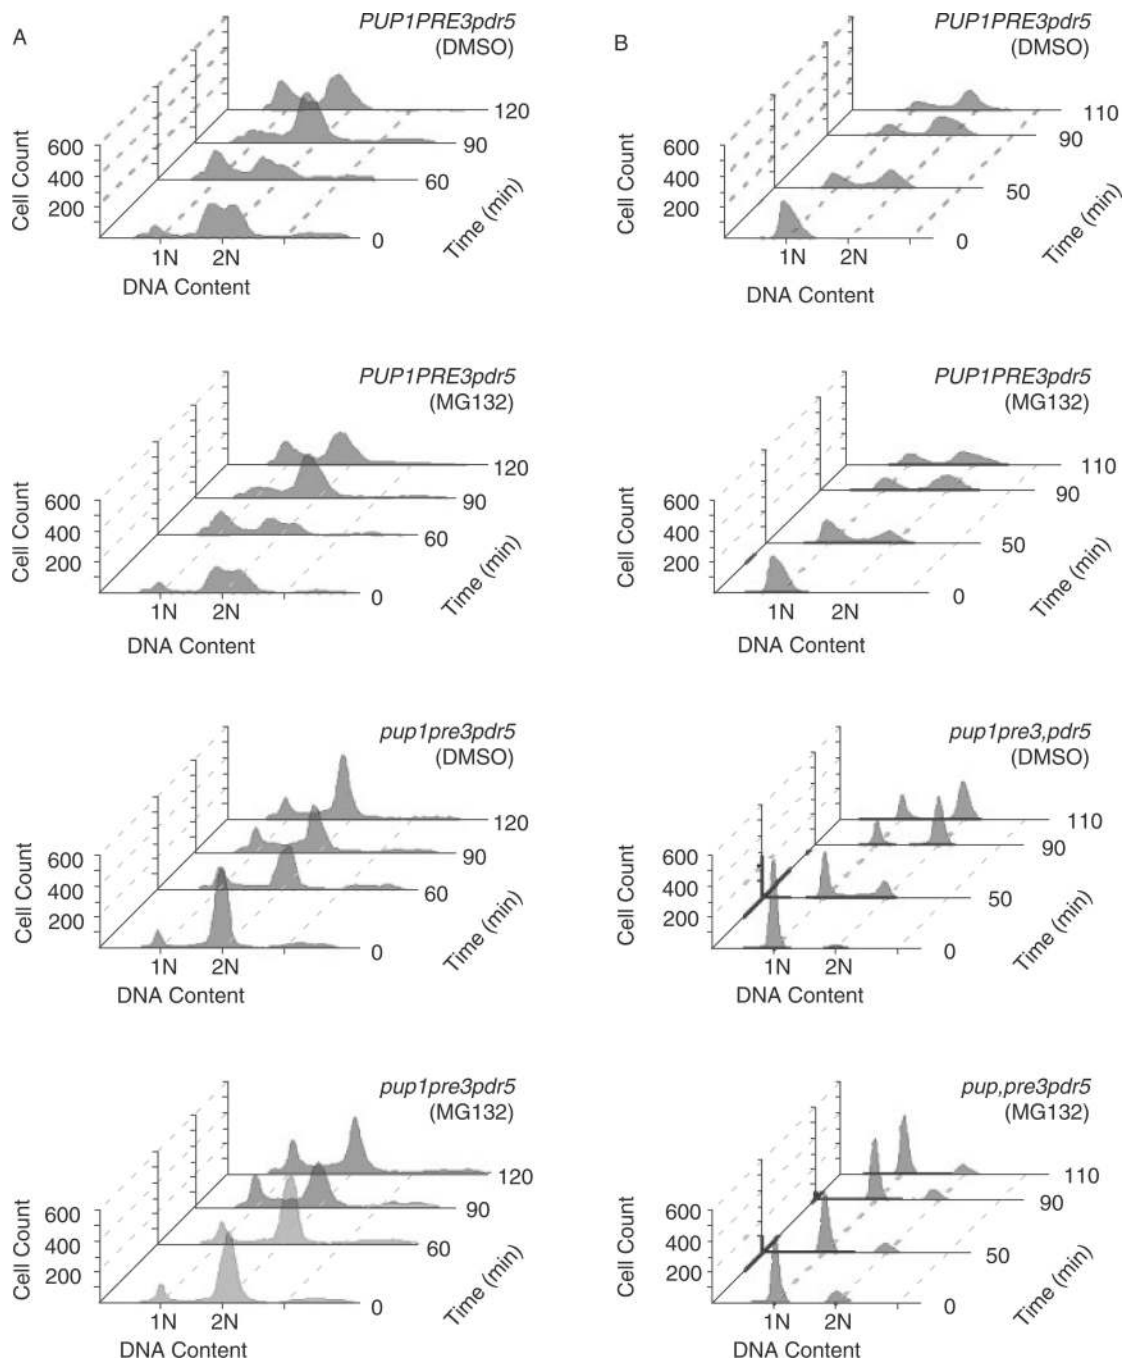 A
PUP1PRE3pdr5
(DMSO)
120
90
60
0
600
400
200
Cell Count
Time (min)
1N 2N
DNA Content
B
PUP1PRE3pdr5
(DMSO)
110
90
50
0
600
400
200
Cell Count
Time (min)
1N 2N
DNA Content
PUP1PRE3pdr5
(MG132)
120
90
60
0
600
400
200
Cell Count
Time (min)
1N 2N
DNA Content
PUP1PRE3pdr5
(MG132)
110
90
50
0
600
400
200
Cell Count
Time (min)
1N 2N
DNA Content
pup1pre3pdr5
(DMSO)
120
90
60
0
600
400
200
Cell Count
Time (min)
1N 2N
DNA Content
pup1pre3,pdr5
(DMSO)
110
90
50
0
600
400
200
Cell Count
Time (min)
1N 2N
DNA Content
pup1pre3pdr5
(MG132)
120
90
60
0
600
400
200
Cell Count
Time (min)
1N 2N
DNA Content
pup,pre3pdr5
(MG132)
110
90
50
0
600
400
200
Cell Count
Time (min)
1N 2N
DNA Content